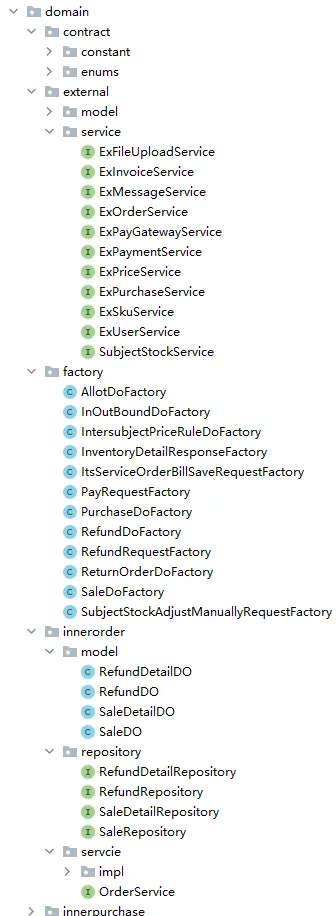 domain
contract
constant
enums
external
model
service
ExFileUploadService
ExInvoiceService
ExMessageService
ExOrderService
ExPayGatewayService
ExPaymentService
ExPriceService
ExPurchaseService
ExSkuService
ExUserService
SubjectStockService
factory
AllotDoFactory
InOutBoundDoFactory
IntersubjectPriceRuleDoFactory
InventoryDetailResponseFactory
ItsServiceOrderBillSaveRequestFactory
PayRequestFactory
PurchaseDoFactory
RefundDoFactory
RefundRequestFactory
ReturnOrderDoFactory
SaleDoFactory
SubjectStockAdjustManuallyRequestFactory
innerorder
model
RefundDetailDO
RefundDO
SaleDetailDO
SaleDO
repository
RefundDetailRepository
RefundRepository
SaleDetailRepository
SaleRepository
servcie
impl
OrderService
innerpurchase